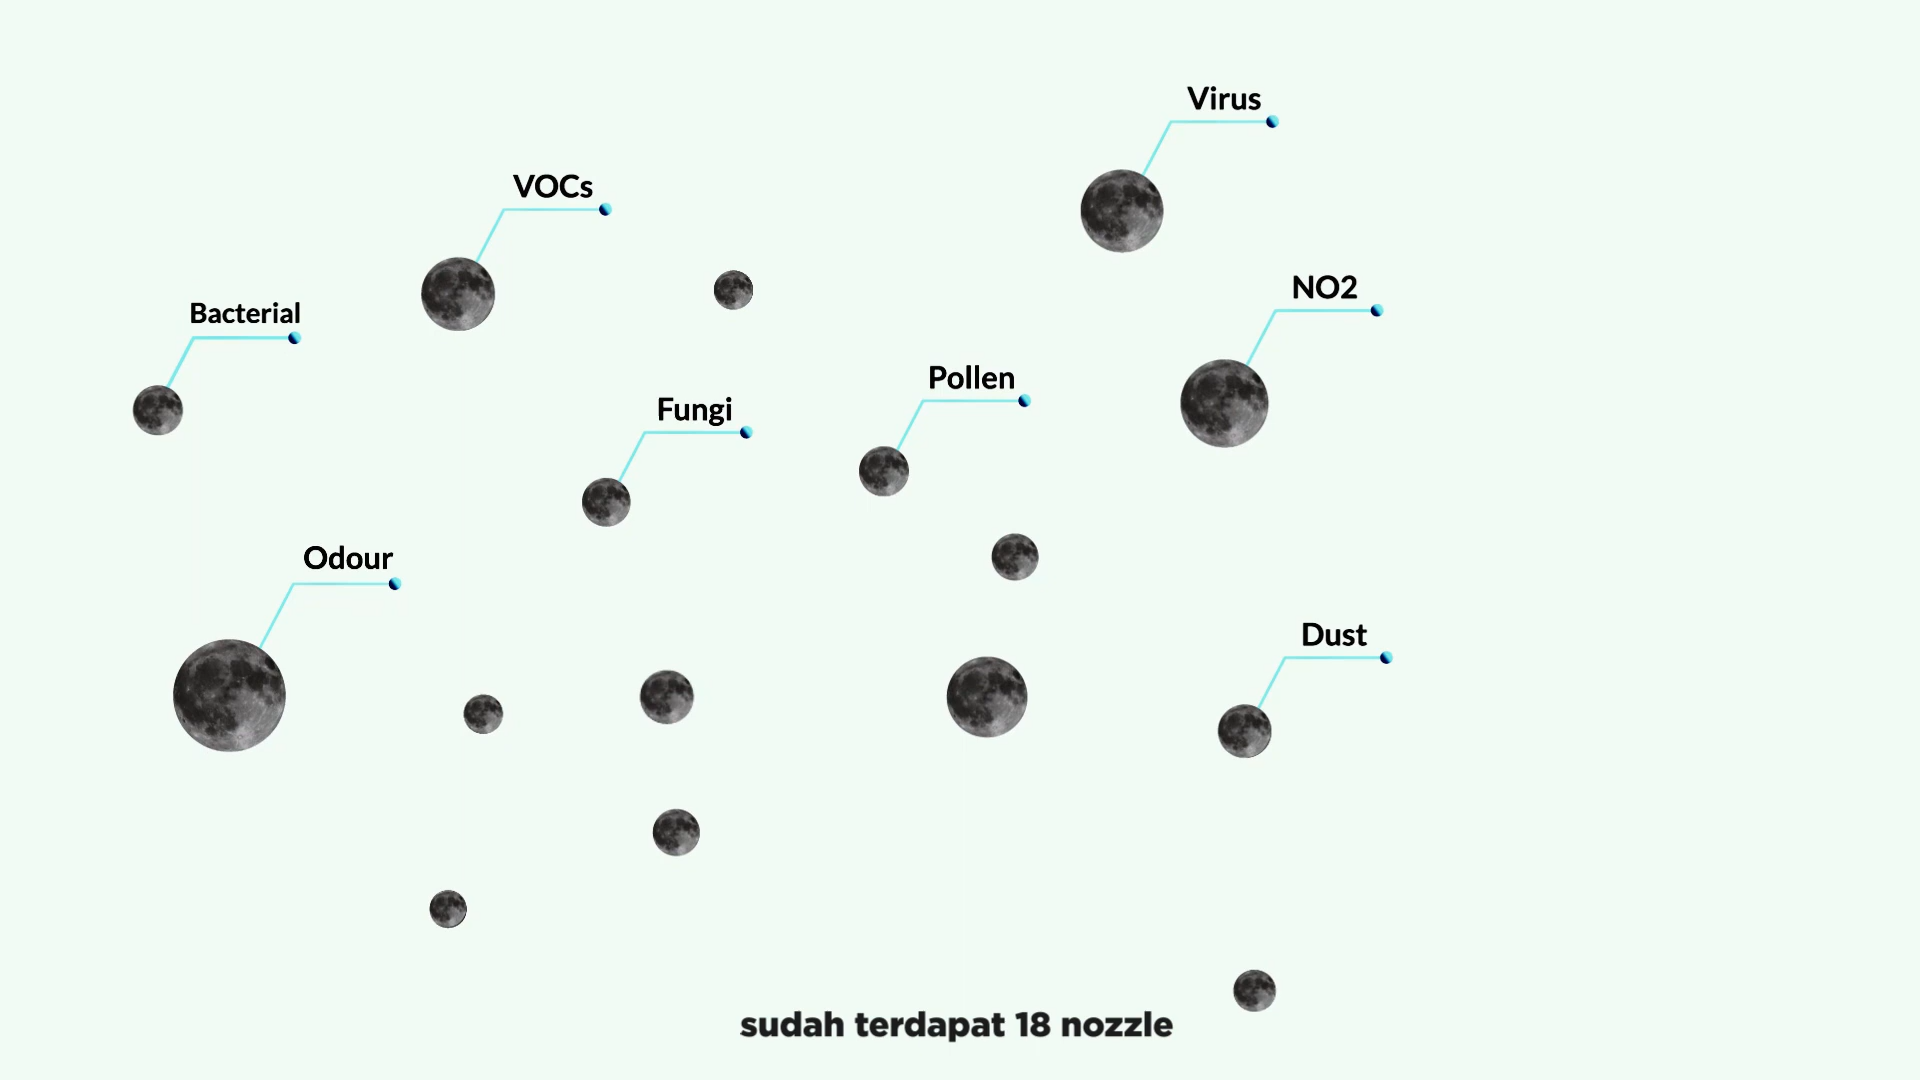 Virus
VOCs
NO2
Bacterial
Pollen
Fungi
Odour
Dust
sudah terdapat 18 nozzle